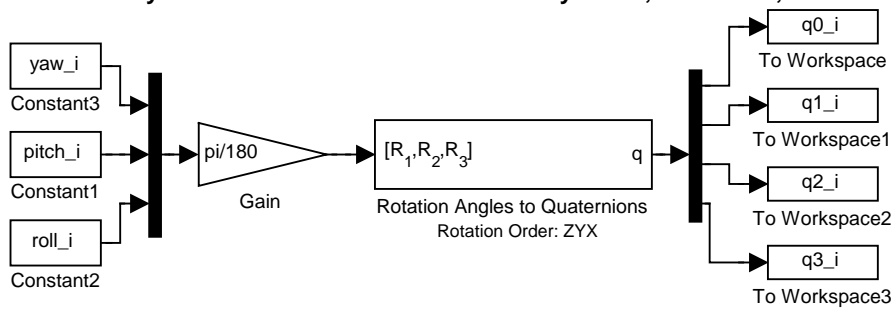 yaw_i
Constant3
pitch_i
Constant1
roll_i
Constant2
pi/180
Gain
[R1,R2,R3]
q
Rotation Angles to Quaternions
Rotation Order: ZYX
q0_i
To Workspace
q1_i
To Workspace1
q2_i
To Workspace2
q3_i
To Workspace3